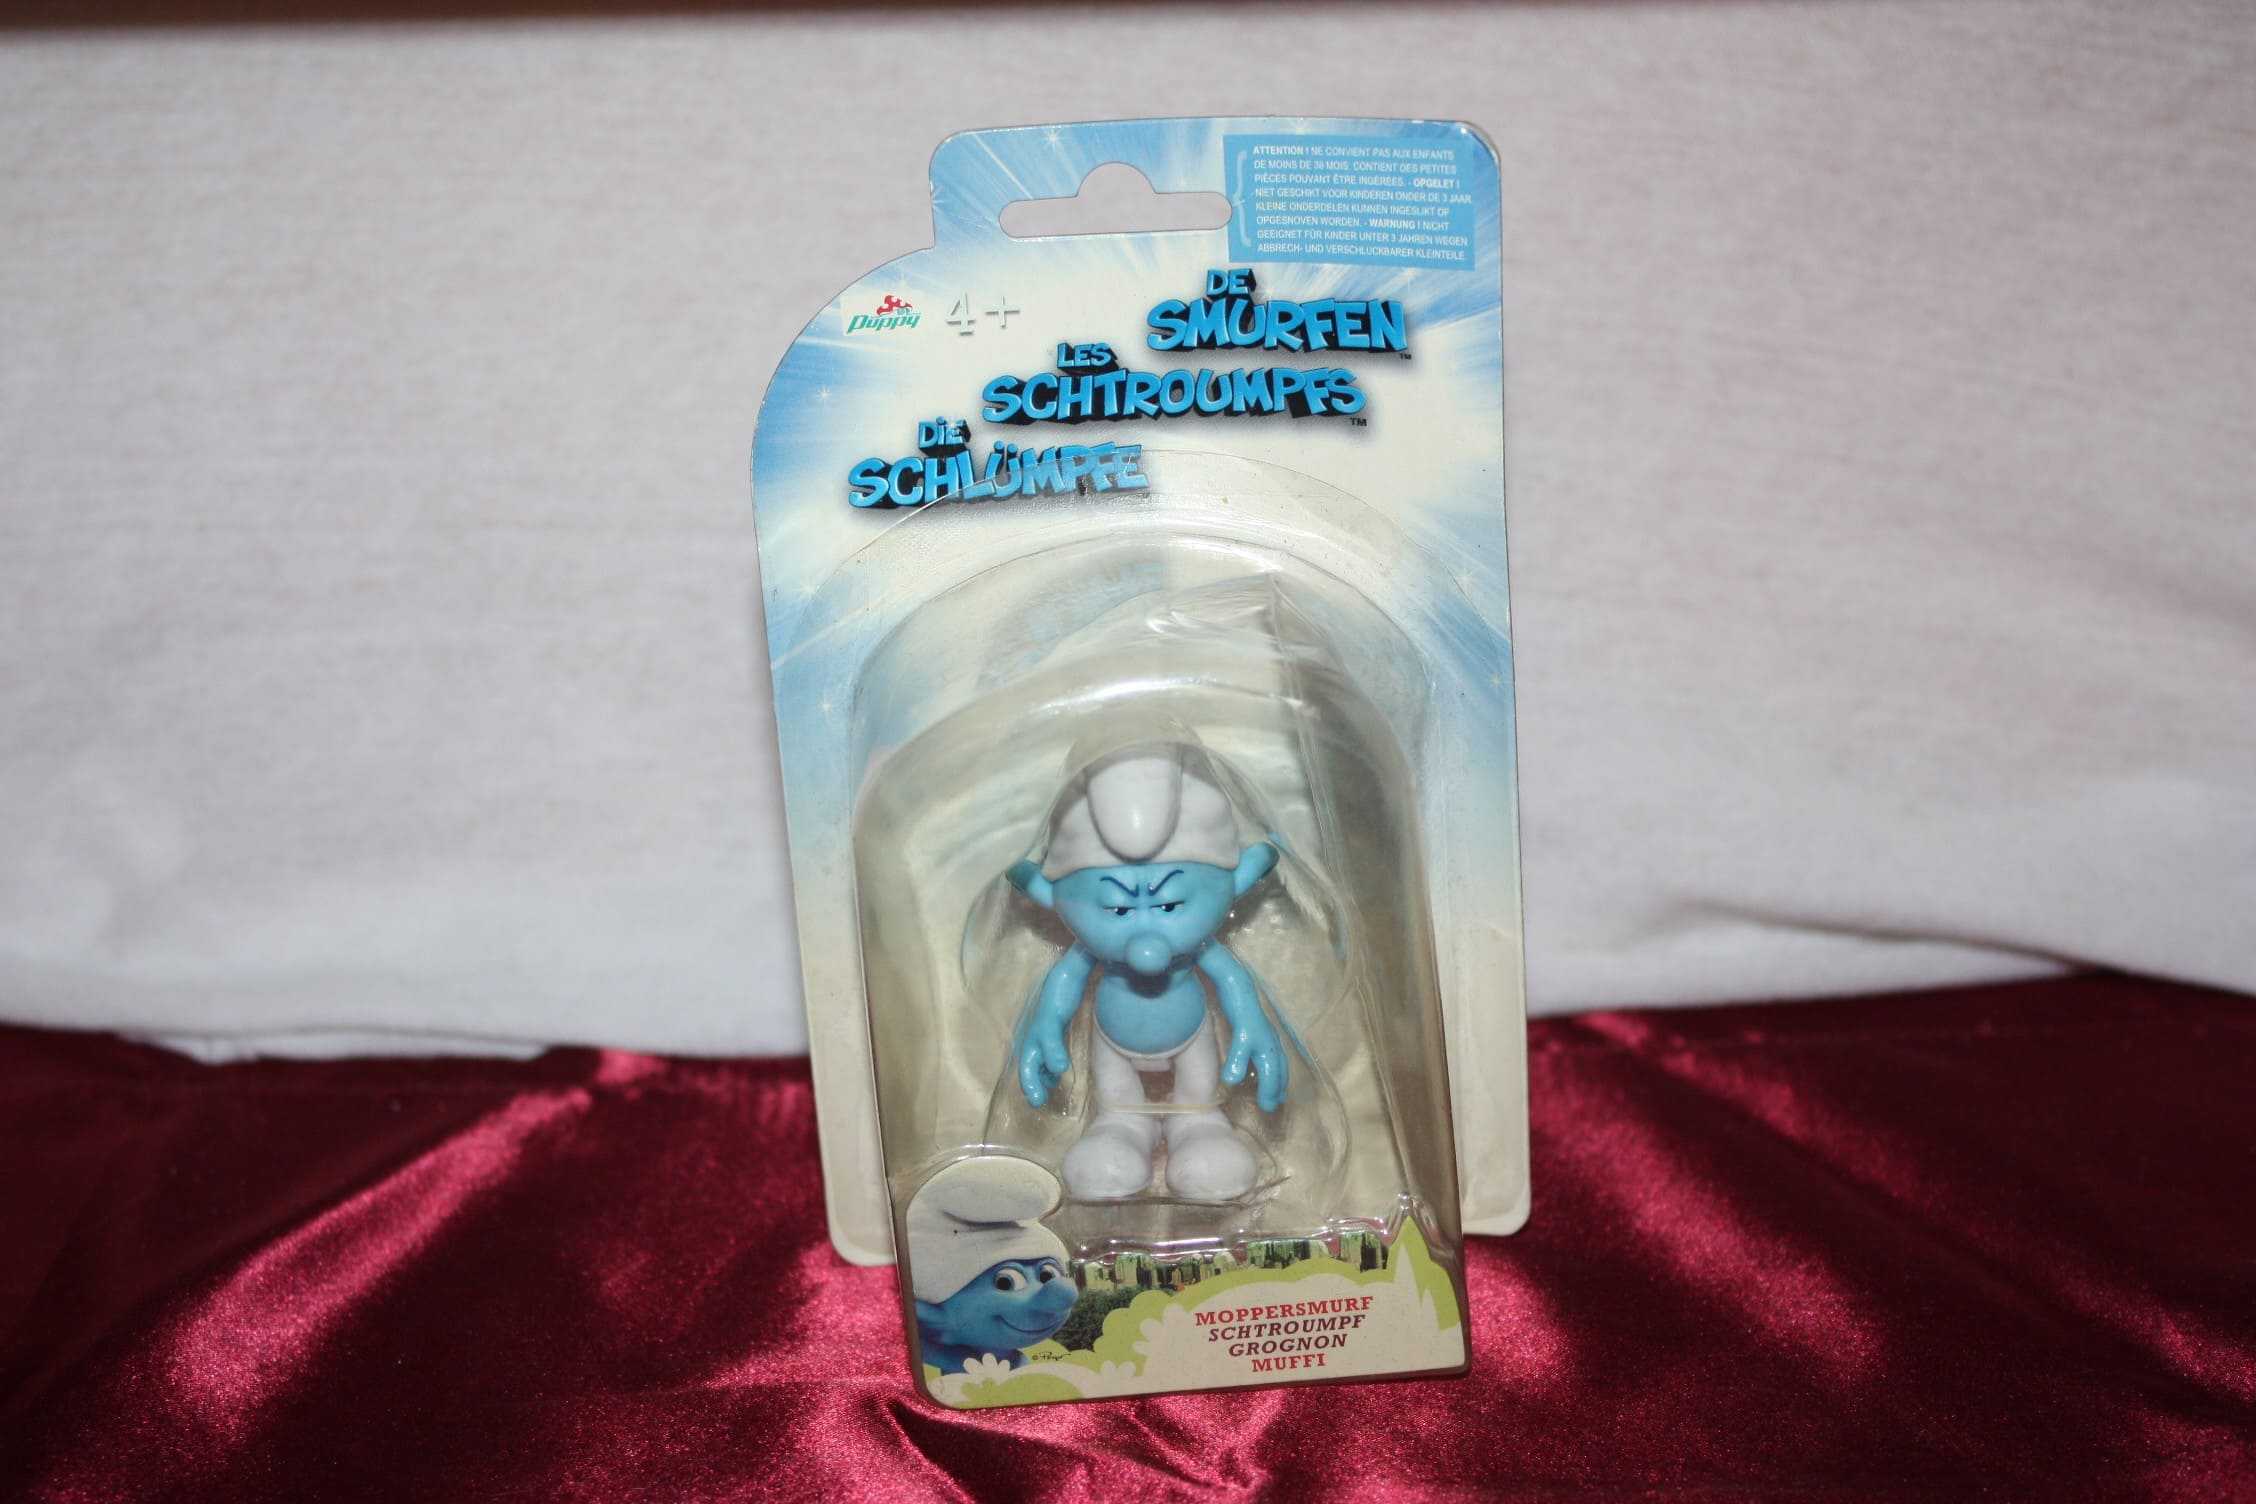 ATTENTION ! NE CONVIENT PAS AUX ENFANTS
DE MOINS DE 36 MOIS. CONTIENT DES PETITES
PIÈCES POUVANT ÊTRE INGÉRÉES. - OPGELET !
NIET GESCHIKT VOOR KINDEREN ONDER DE 3 JAAR.
KLEINE ONDERDELEN KUNNEN INGESLIKT OF
OPGESNOVEN WORDEN. - WARNUNG ! NICHT
GEEIGNET FÜR KINDER UNTER 3 JAHREN WEGEN
ABBRECH- UND VERSCHLUCKBARER KLEINTEILE.
Puppy 4+
DE
SMURFEN™
LES
SCHTROUMPFS™
DIE
SCHLÜMPFE
MOPPERSMURF
SCHTROUMPF
GROGNON
MUFFI
© Peyo